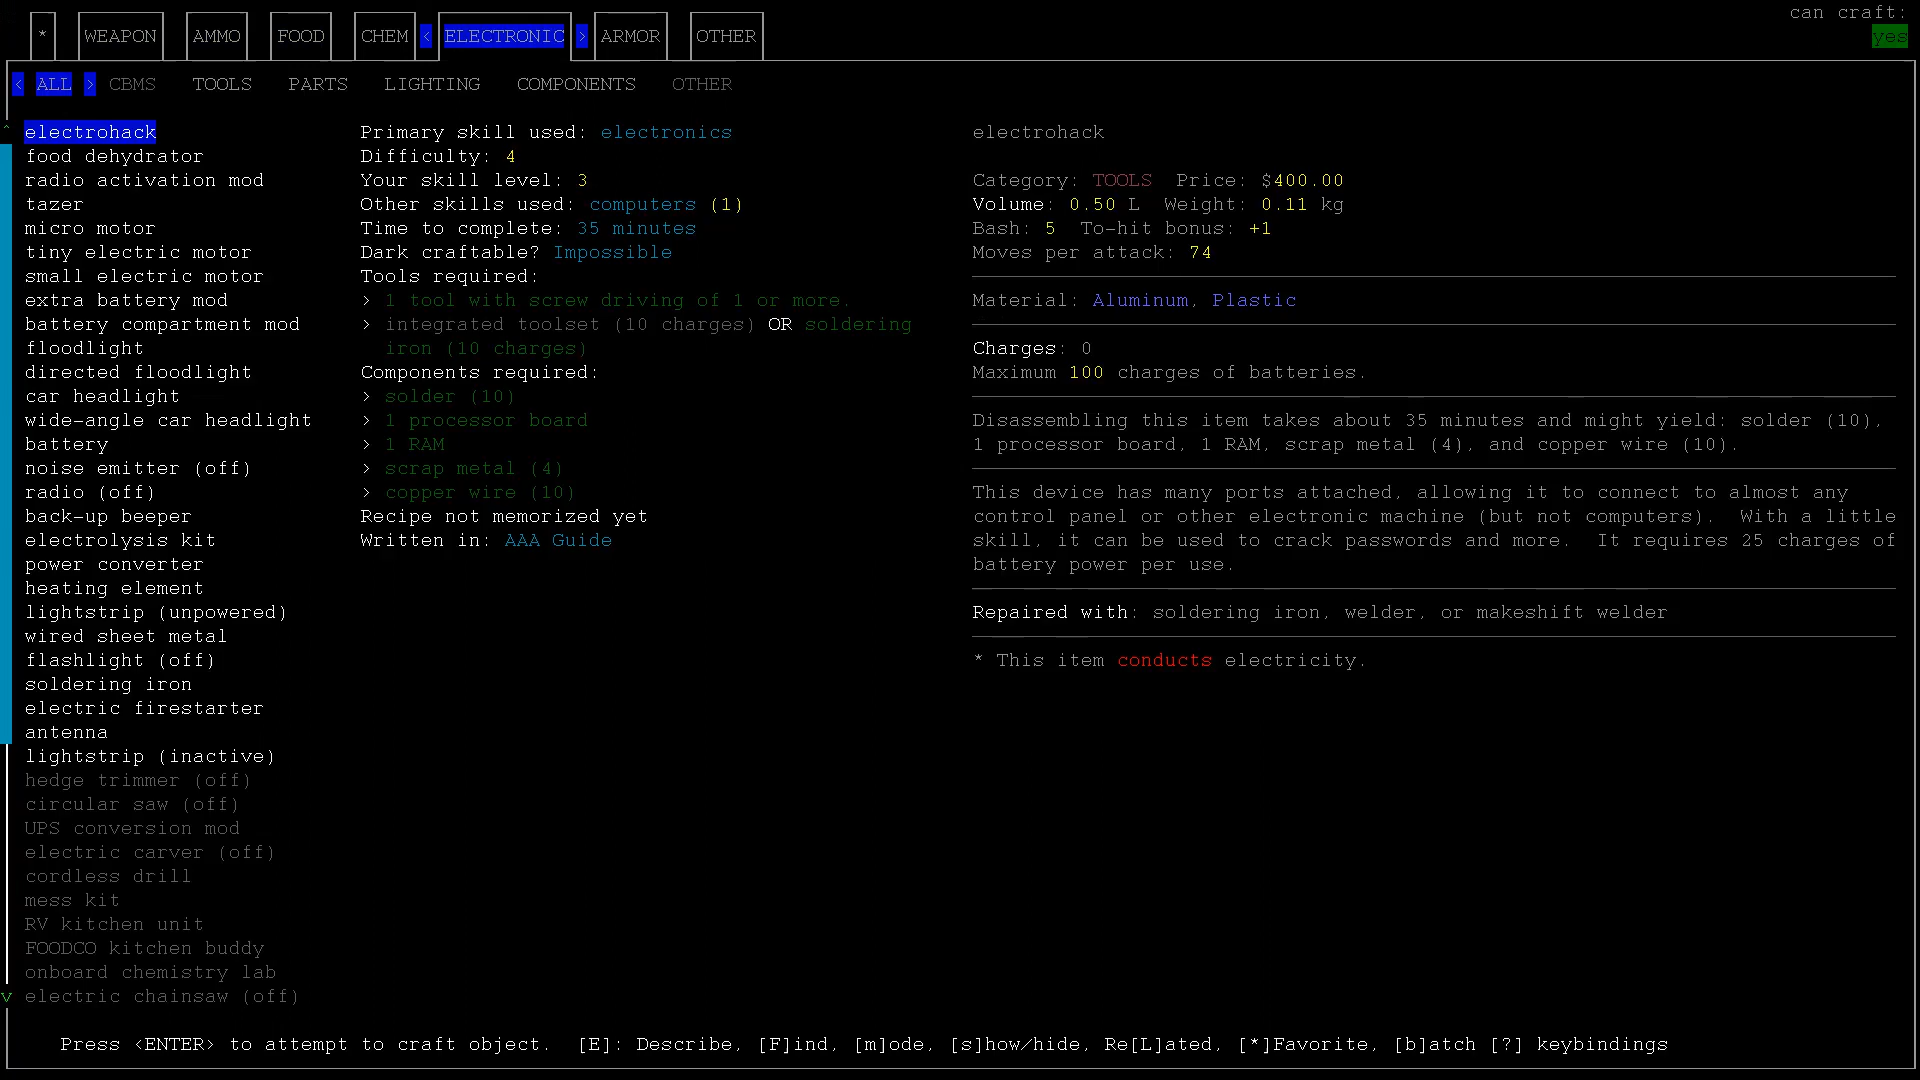 can craft:
* WEAPON AMMO FOOD CHEM < ELECTRONIC > ARMOR OTHER yes
< ALL > CBMS TOOLS PARTS LIGHTING COMPONENTS OTHER
^
electrohack
food dehydrator
radio activation mod
tazer
micro motor
tiny electric motor
small electric motor
extra battery mod
battery compartment mod
floodlight
directed floodlight
car headlight
wide-angle car headlight
battery
noise emitter (off)
radio (off)
back-up beeper
electrolysis kit
power converter
heating element
lightstrip (unpowered)
wired sheet metal
flashlight (off)
soldering iron
electric firestarter
antenna
lightstrip (inactive)
hedge trimmer (off)
circular saw (off)
UPS conversion mod
electric carver (off)
cordless drill
mess kit
RV kitchen unit
FOODCO kitchen buddy
onboard chemistry lab
v electric chainsaw (off)
Primary skill used: electronics
Difficulty: 4
Your skill level: 3
Other skills used: computers (1)
Time to complete: 35 minutes
Dark craftable? Impossible
Tools required:
> 1 tool with screw driving of 1 or more.
> integrated toolset (10 charges) OR soldering
iron (10 charges)
Components required:
> solder (10)
> 1 processor board
> 1 RAM
> scrap metal (4)
> copper wire (10)
Recipe not memorized yet
Written in: AAA Guide
electrohack
Category: TOOLS Price: $400.00
Volume: 0.50 L Weight: 0.11 kg
Bash: 5 To-hit bonus: +1
Moves per attack: 74
Material: Aluminum, Plastic
Charges: 0
Maximum 100 charges of batteries.
Disassembling this item takes about 35 minutes and might yield: solder (10),
1 processor board, 1 RAM, scrap metal (4), and copper wire (10).
This device has many ports attached, allowing it to connect to almost any
control panel or other electronic machine (but not computers). With a little
skill, it can be used to crack passwords and more. It requires 25 charges of
battery power per use.
Repaired with: soldering iron, welder, or makeshift welder
* This item conducts electricity.
Press <ENTER> to attempt to craft object. [E]: Describe, [F]ind, [m]ode, [s]how/hide, Re[L]ated, [*]Favorite, [b]atch [?] keybindings